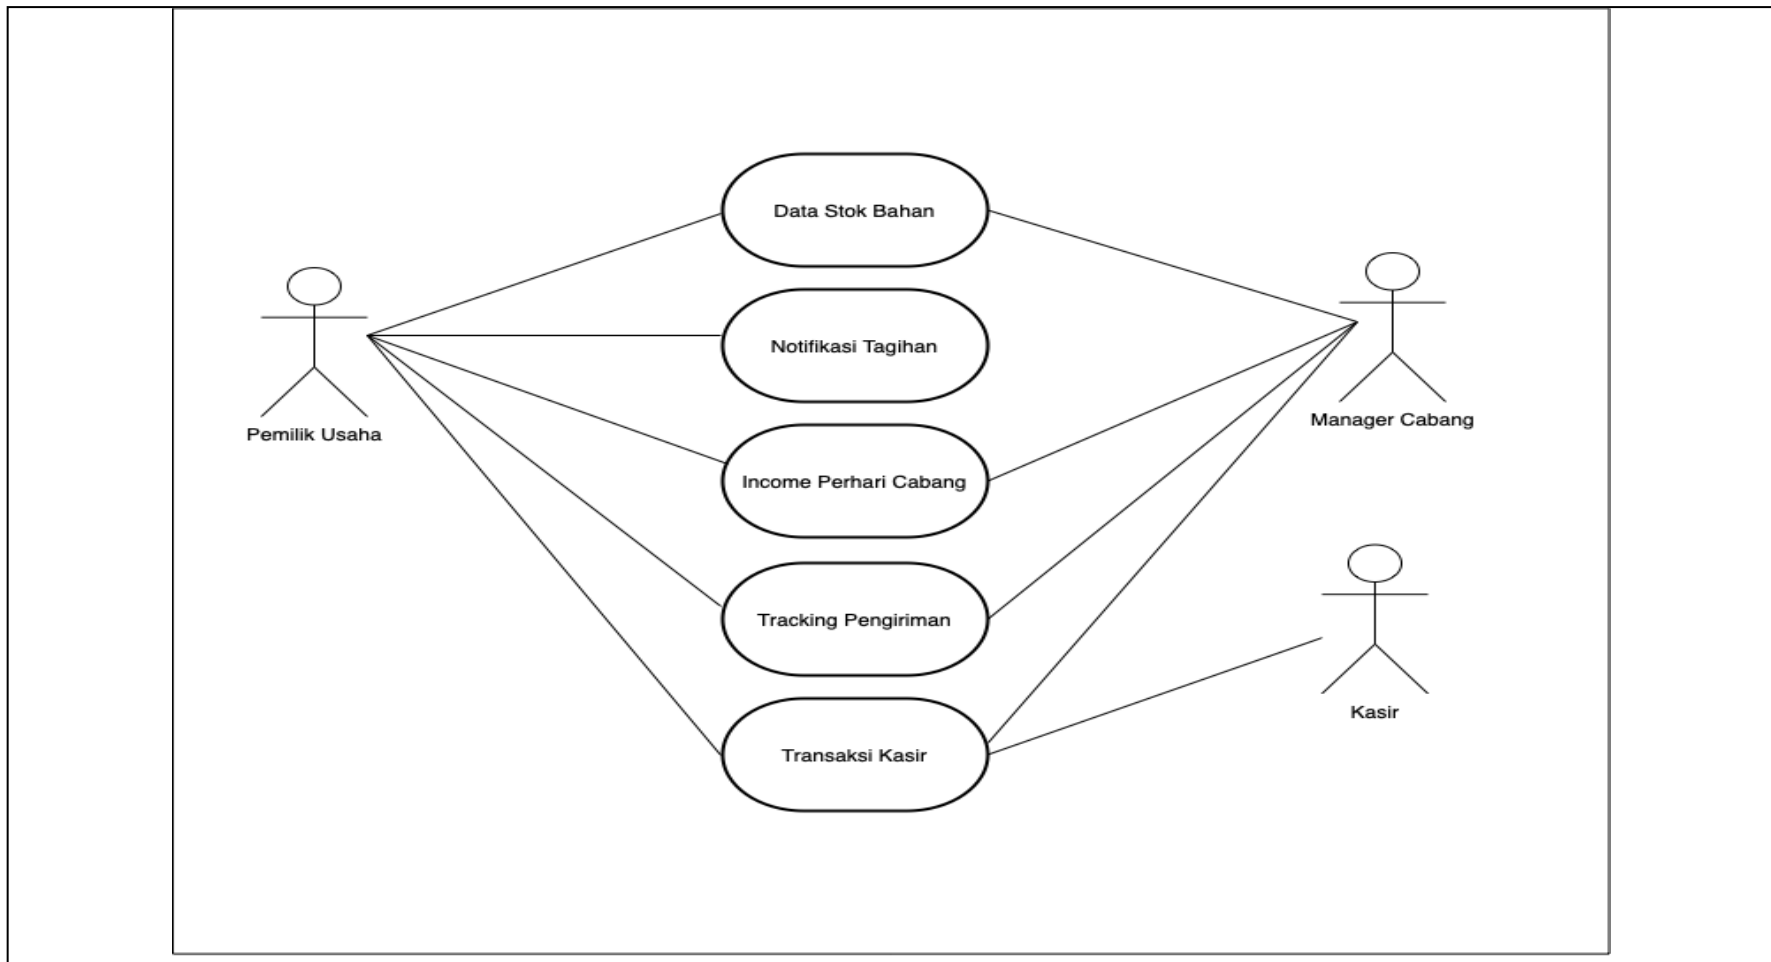 Data Stok Bahan
Notifikasi Tagihan
Pemilik Usaha
Manager Cabang
Income Perhari Cabang
Tracking Pengiriman
Kasir
Transaksi Kasir